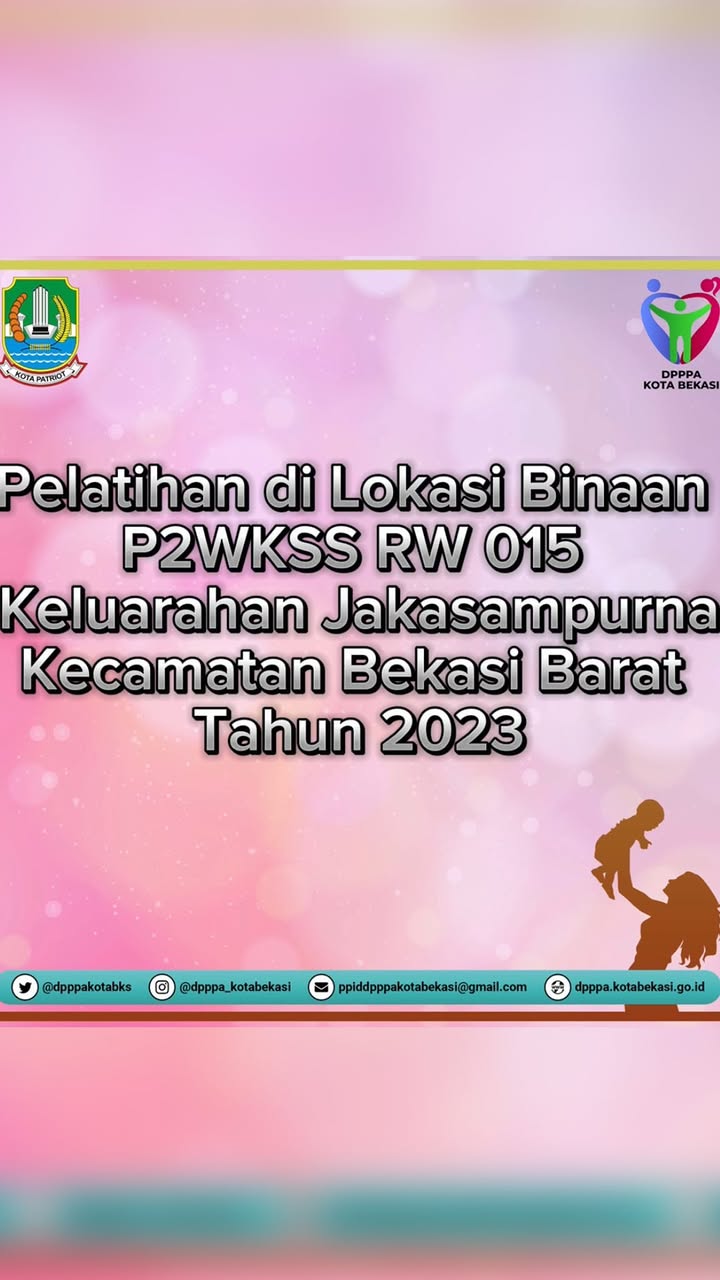 KOTA PATRIOT
DPPPA
KOTA BEKASI
Pelatihan di Lokasi Binaan
P2WKSS RW 015
Keluarahan Jakasampurna
Kecamatan Bekasi Barat
Tahun 2023
@dpppakotabks @dpppa_kotabekasi ppiddpppakotabekasi@gmail.com dpppa.kotabekasi.go.id